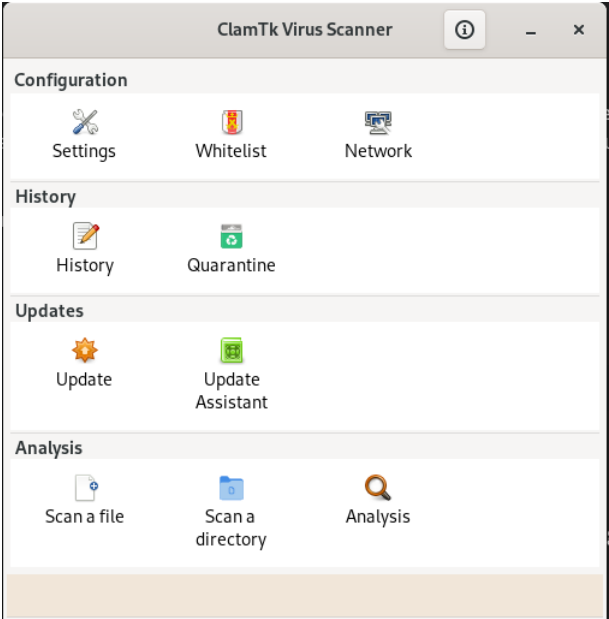 ClamTk Virus Scanner
Configuration
Settings Whitelist Network
History
History Quarantine
Updates
Update Update
Assistant
Analysis
Scan a file Scan a Analysis
directory